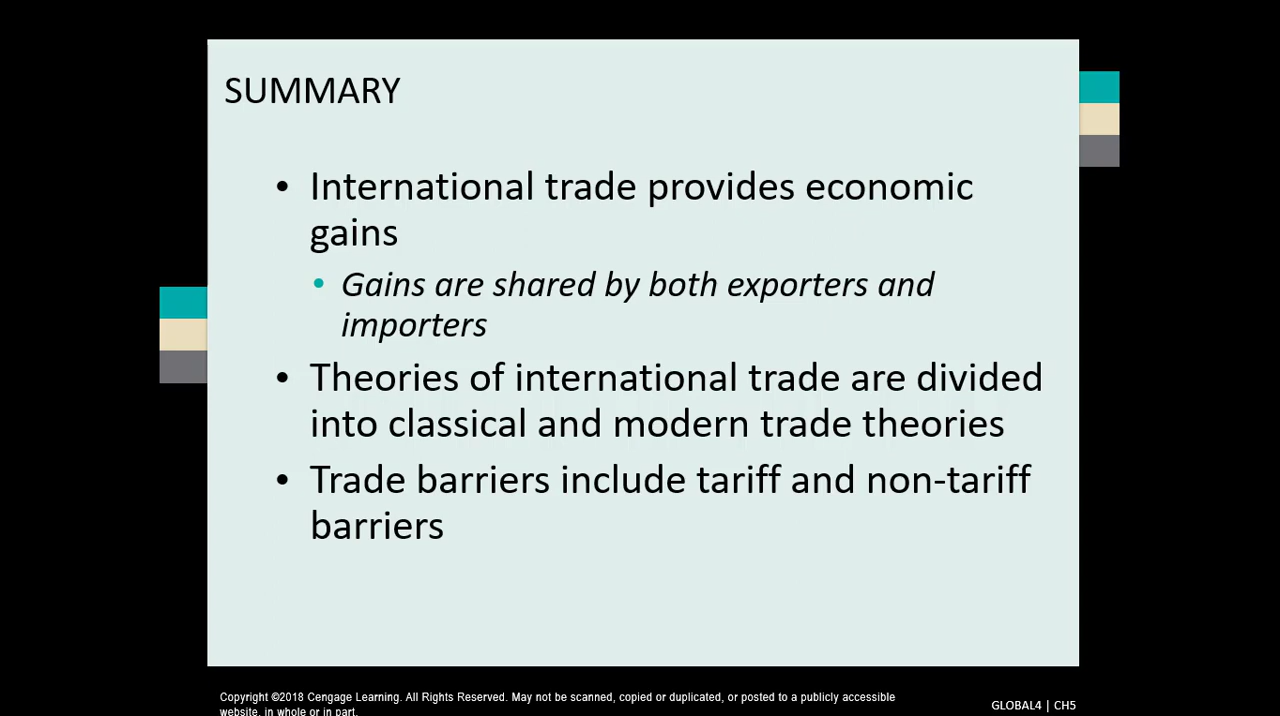 SUMMARY
• International trade provides economic
gains
• Gains are shared by both exporters and
importers
• Theories of international trade are divided
into classical and modern trade theories
• Trade barriers include tariff and non-tariff
barriers
Copyright ©2018 Cengage Learning. All Rights Reserved. May not be scanned, copied or duplicated, or posted to a publicly accessible
website, in whole or in part.
GLOBAL4 | CH5